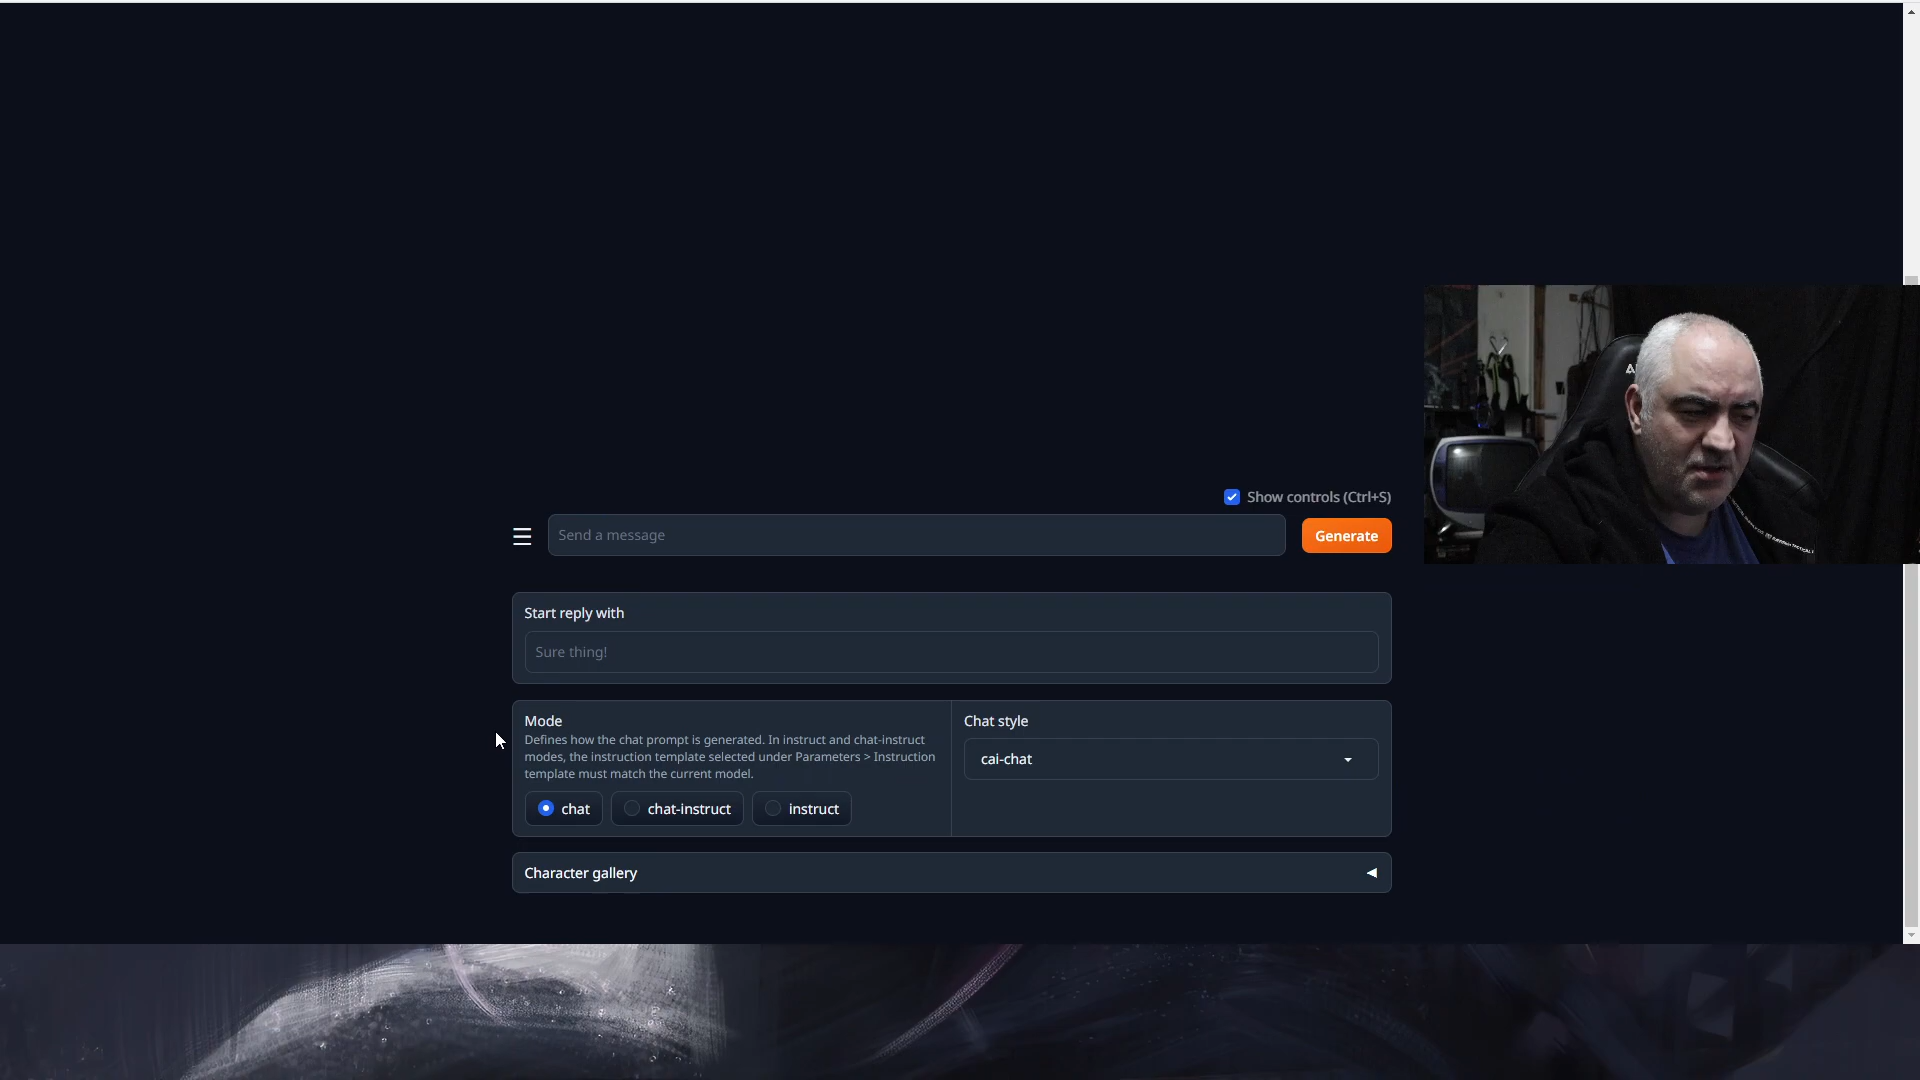 Show controls (Ctrl+S)
Send a message
Generate
Start reply with
Sure thing!
Mode
Defines how the chat prompt is generated. In instruct and chat-instruct
modes, the instruction template selected under Parameters > Instruction
template must match the current model.
chat
chat-instruct
instruct
Chat style
cai-chat
Character gallery